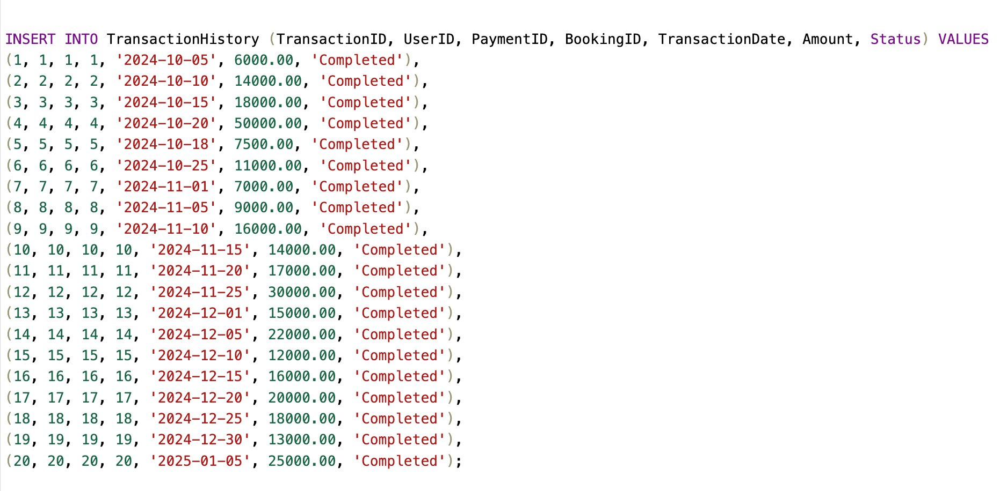 INSERT INTO TransactionHistory (TransactionID, UserID, PaymentID, BookingID, TransactionDate, Amount, Status) VALUES
(1, 1, 1, 1, '2024-10-05', 6000.00, 'Completed'),
(2, 2, 2, 2, '2024-10-10', 14000.00, 'Completed'),
(3, 3, 3, 3, '2024-10-15', 18000.00, 'Completed'),
(4, 4, 4, 4, '2024-10-20', 50000.00, 'Completed'),
(5, 5, 5, 5, '2024-10-18', 7500.00, 'Completed'),
(6, 6, 6, 6, '2024-10-25', 11000.00, 'Completed'),
(7, 7, 7, 7, '2024-11-01', 7000.00, 'Completed'),
(8, 8, 8, 8, '2024-11-05', 9000.00, 'Completed'),
(9, 9, 9, 9, '2024-11-10', 16000.00, 'Completed'),
(10, 10, 10, 10, '2024-11-15', 14000.00, 'Completed'),
(11, 11, 11, 11, '2024-11-20', 17000.00, 'Completed'),
(12, 12, 12, 12, '2024-11-25', 30000.00, 'Completed'),
(13, 13, 13, 13, '2024-12-01', 15000.00, 'Completed'),
(14, 14, 14, 14, '2024-12-05', 22000.00, 'Completed'),
(15, 15, 15, 15, '2024-12-10', 12000.00, 'Completed'),
(16, 16, 16, 16, '2024-12-15', 16000.00, 'Completed'),
(17, 17, 17, 17, '2024-12-20', 20000.00, 'Completed'),
(18, 18, 18, 18, '2024-12-25', 18000.00, 'Completed'),
(19, 19, 19, 19, '2024-12-30', 13000.00, 'Completed'),
(20, 20, 20, 20, '2025-01-05', 25000.00, 'Completed');